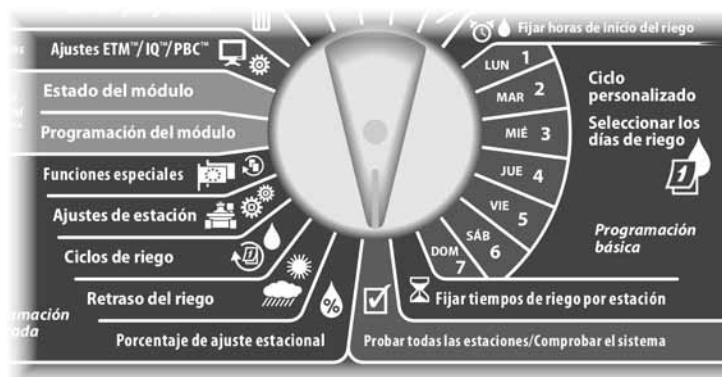 Ajustes ETM™/IQ™/PBC™
Estado del módulo
Programación del módulo
Funciones especiales
Ajustes de estación
Ciclos de riego
1
Retraso del riego
Porcentaje de ajuste estacional
%
Fijar horas de inicio del riego
LUN 1
MAR 2
MIÉ 3
JUE 4
VIE 5
SÁB 6
DOM 7
Ciclo
personalizado
Seleccionar los
días de riego
1
Programación
básica
Fijar tiempos de riego por estación
Probar todas las estaciones/Comprobar el sistema